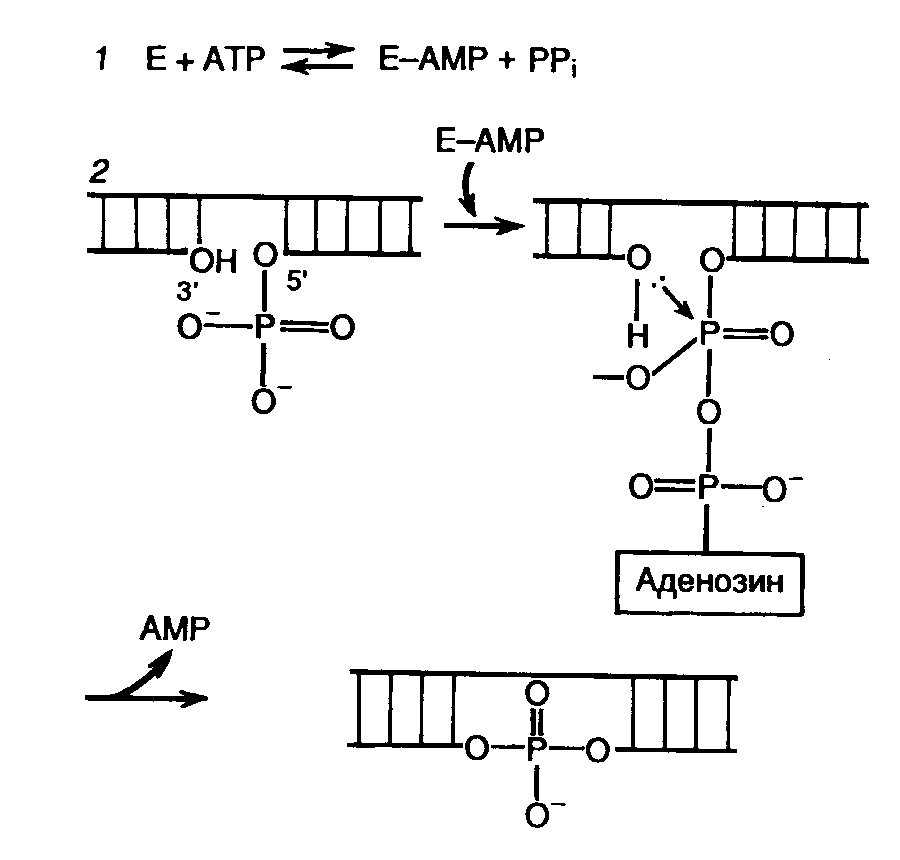 1 E + ATP ⇌ E–AMP + PPi
E–AMP
2
OH O
3' 5'
O⁻ P O
O⁻
O O
H P O
O
O
O P O⁻
Аденозин
AMP
O
O P O
O⁻